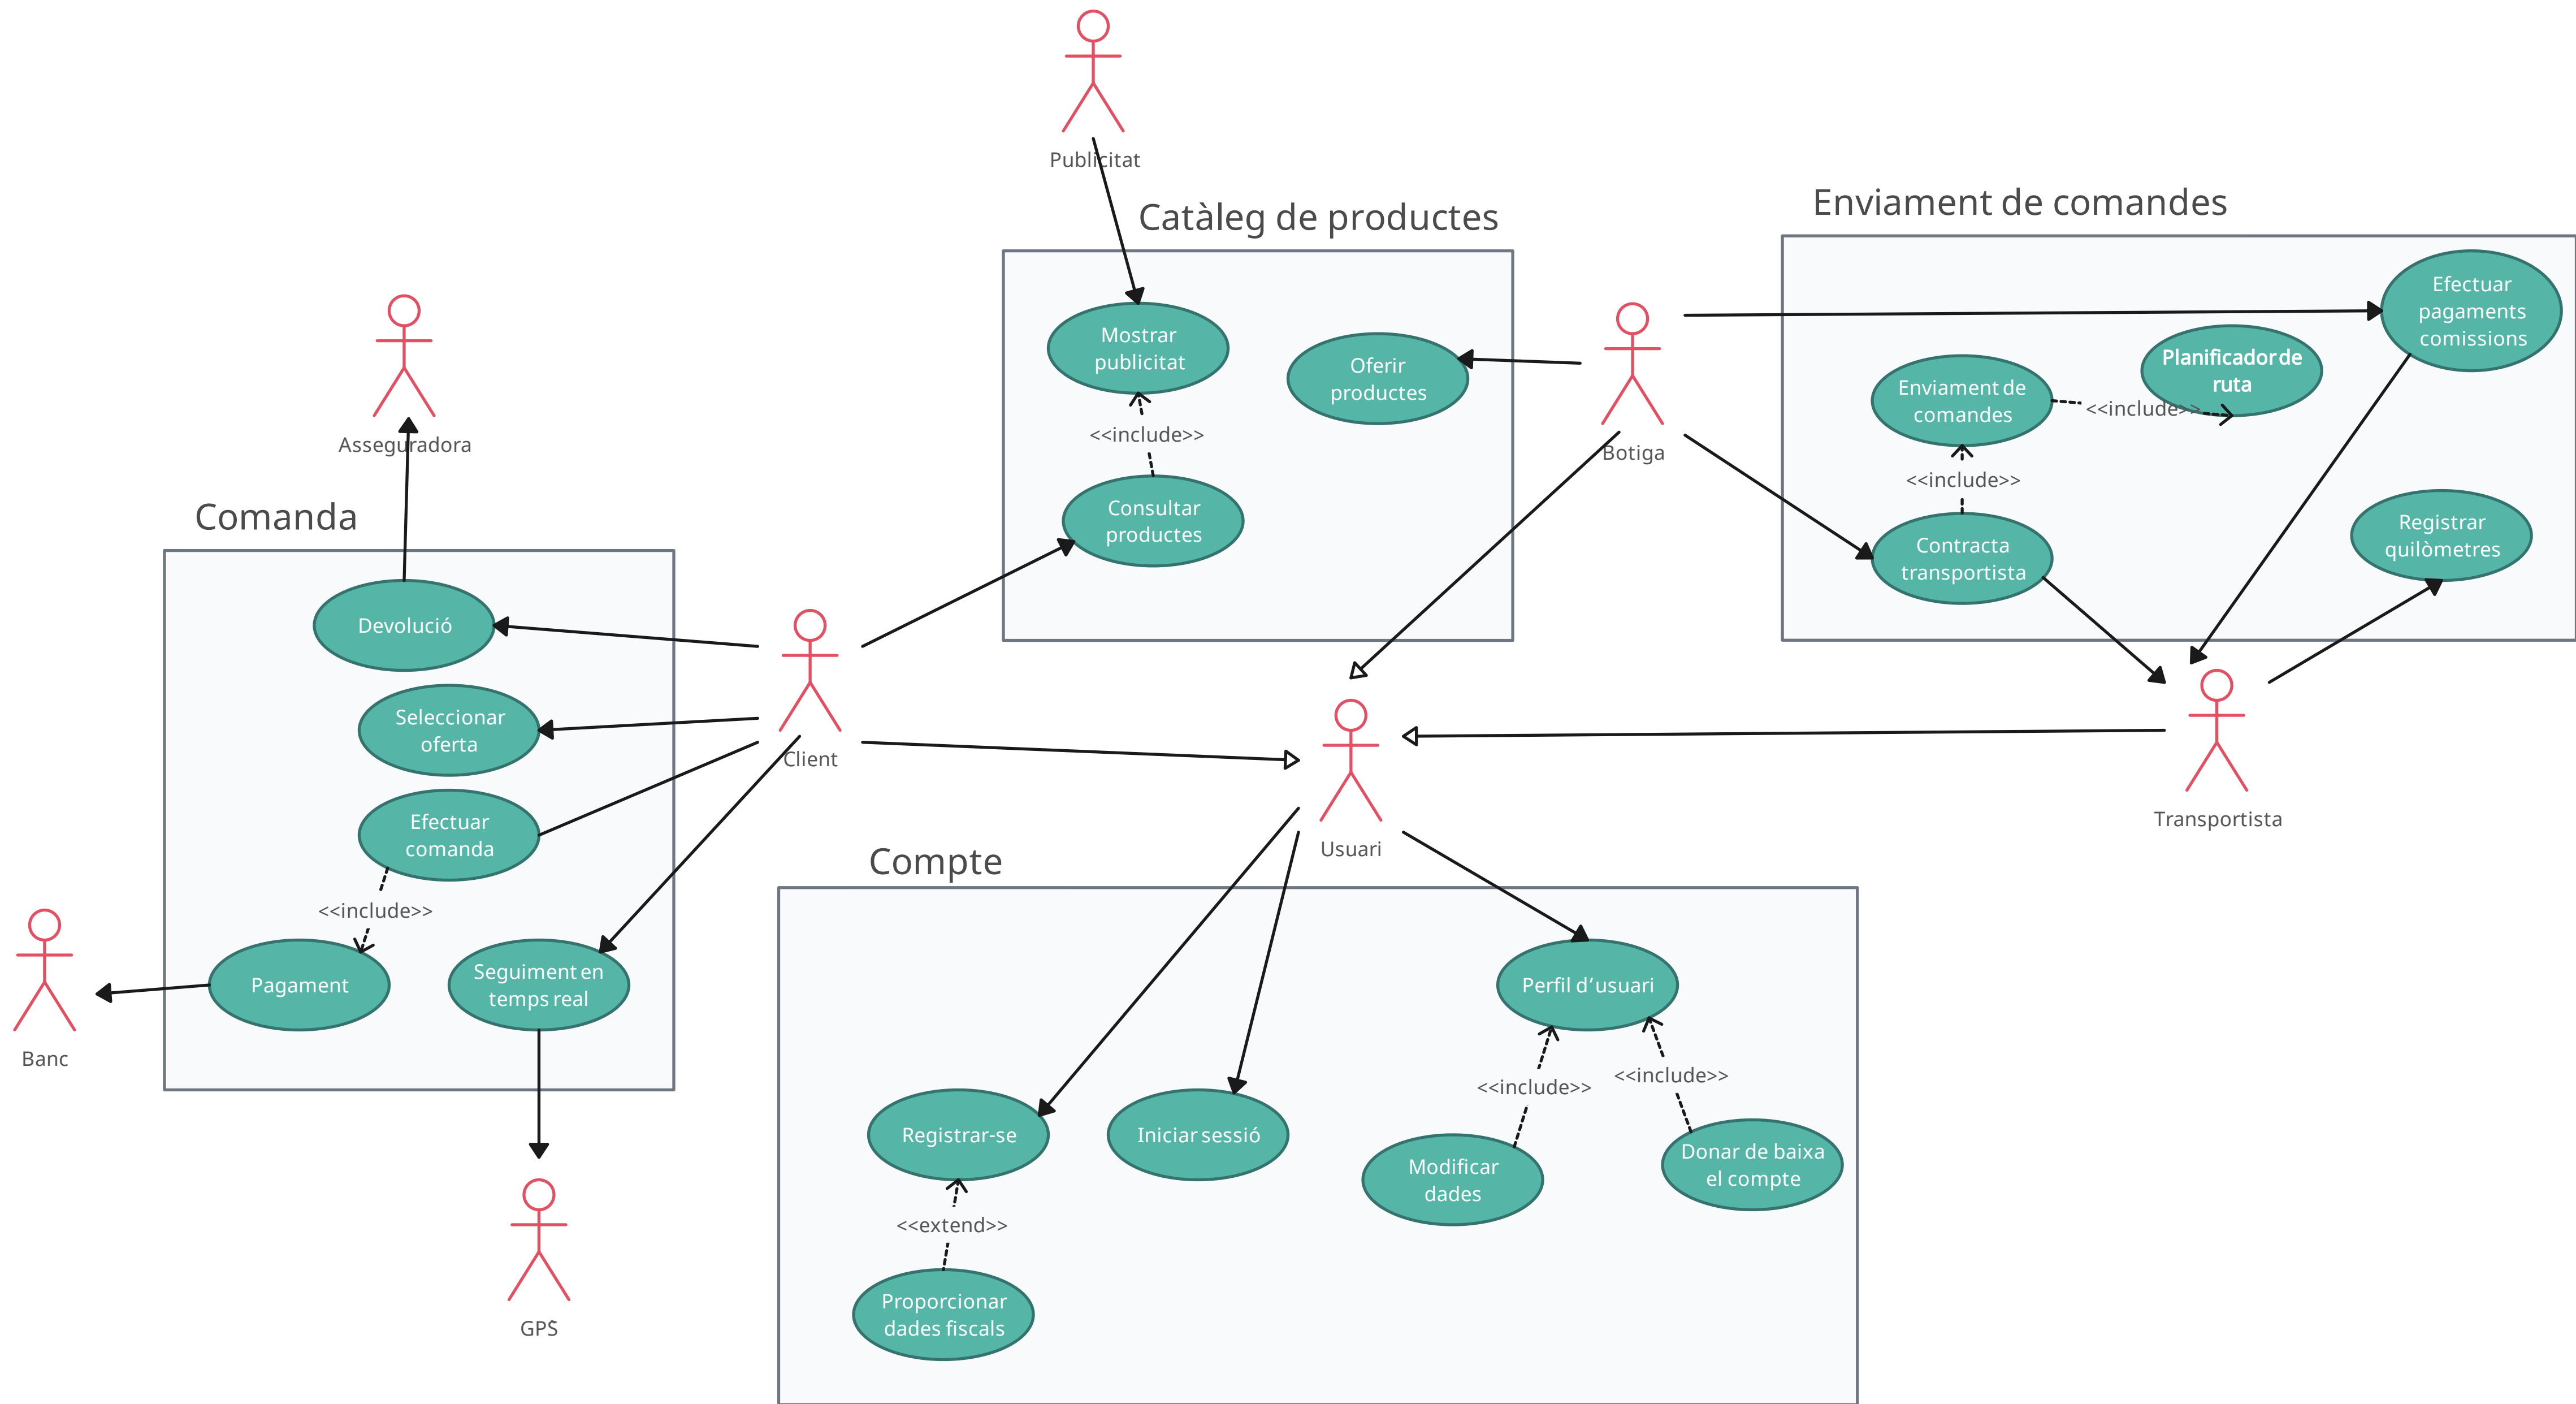 Publicitat
Catàleg de productes
Enviament de comandes
Mostrar
publicitat
Oferir
productes
<<include>>
Consultar
productes
Botiga
Efectuar
pagaments
comissions
Planificador de
ruta
Enviament de
comandes
<<include>>
<<include>>
Contracta
transportista
Registrar
quilòmetres
Asseguradora
Comanda
Devolució
Seleccionar
oferta
Efectuar
comanda
<<include>>
Pagament
Seguiment en
temps real
Client
Banc
GPS
Usuari
Transportista
Compte
Perfil d’usuari
<<include>>
<<include>>
Registrar-se
Iniciar sessió
Modificar
dades
Donar de baixa
el compte
<<extend>>
Proporcionar
dades fiscals